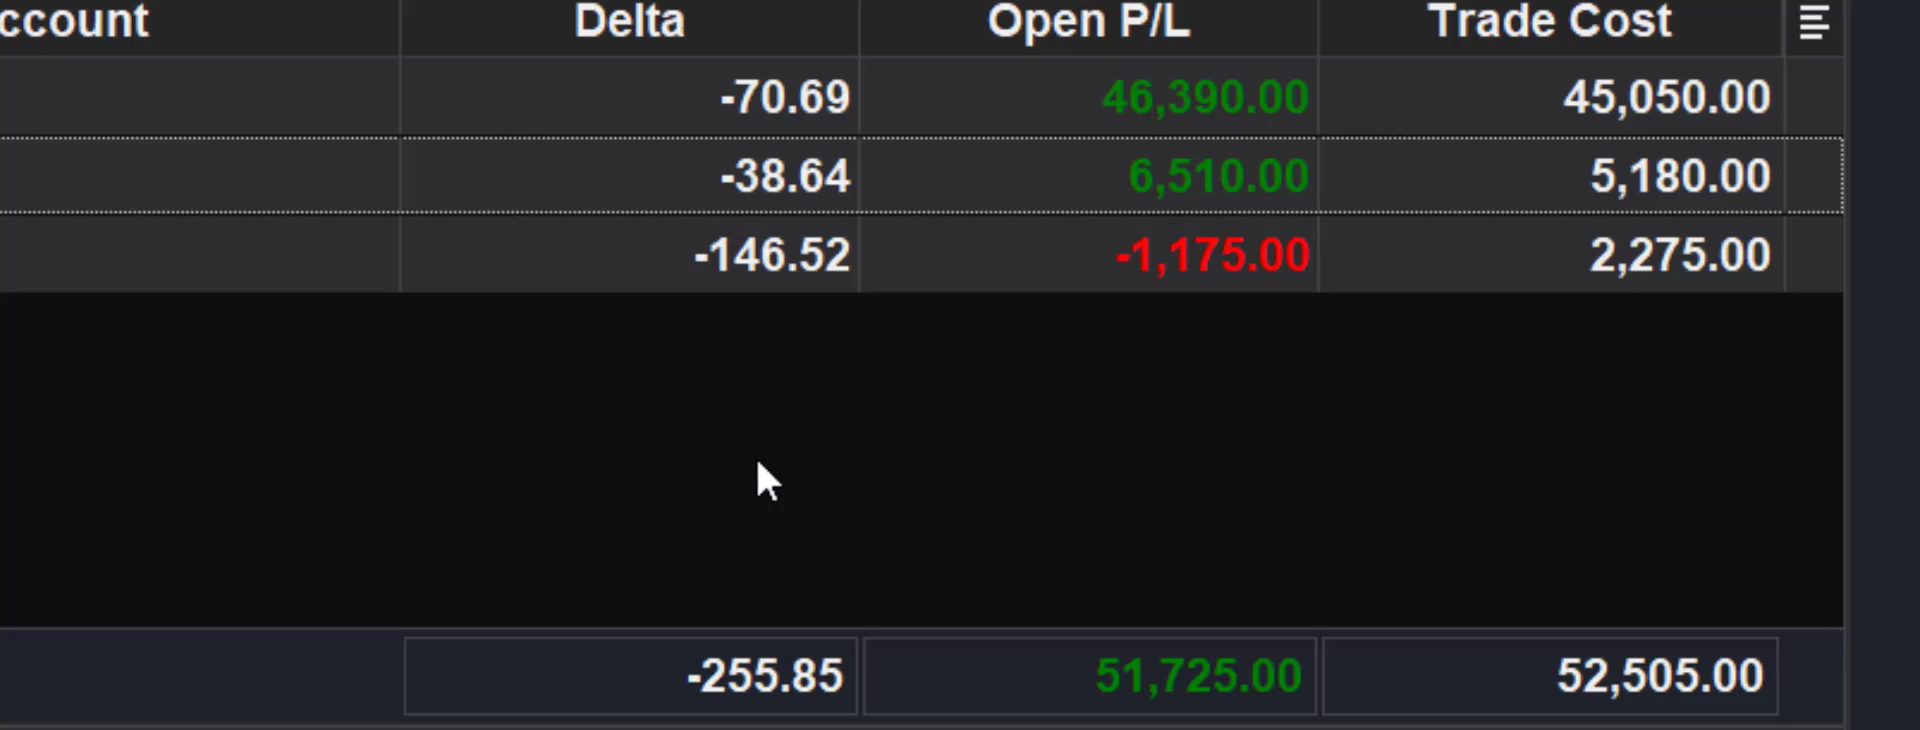 ccount Delta Open P/L Trade Cost
-70.69 46,390.00 45,050.00
-38.64 6,510.00 5,180.00
-146.52 -1,175.00 2,275.00
-255.85 51,725.00 52,505.00